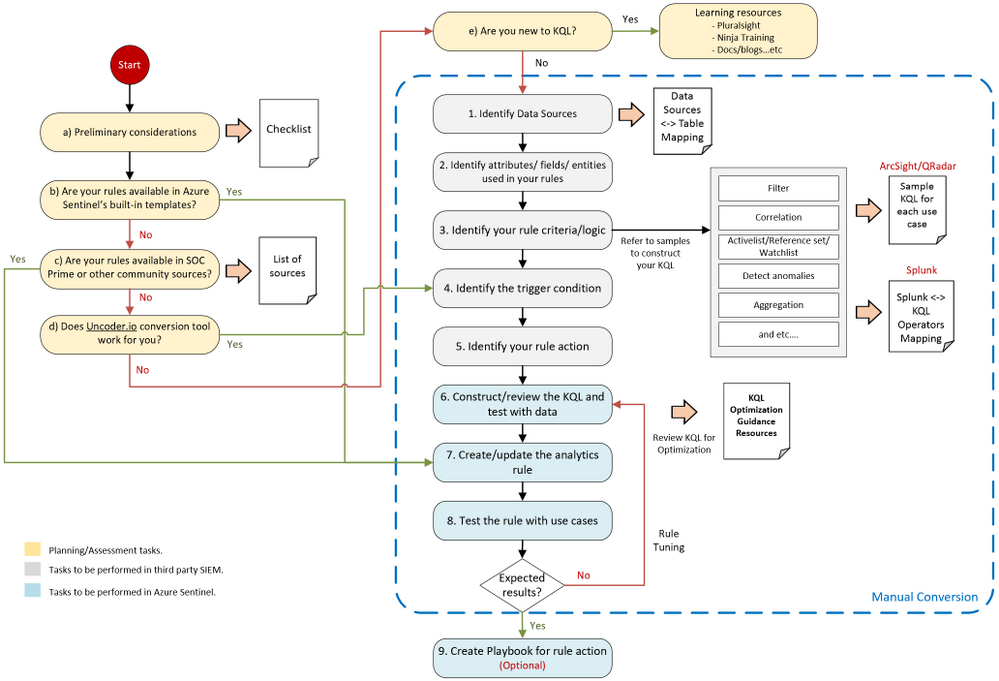 Start
a) Preliminary considerations
Checklist
b) Are your rules available in Azure
Sentinel's built-in templates?
Yes
No
c) Are your rules available in SOC
Prime or other community sources?
Yes
List of
sources
No
d) Does Uncoder.io conversion tool
work for you?
Yes
No
e) Are you new to KQL?
Yes
Learning resources
- Pluralsight
- Ninja Training
- Docs/blogs...etc
No
1. Identify Data Sources
Data
Sources
<-> Table
Mapping
2. Identify attributes/ fields/ entities
used in your rules
3. Identify your rule criteria/logic
Refer to samples
to construct
your KQL
Filter
Correlation
Activelist/Reference set/
Watchlist
Detect anomalies
Aggregation
and etc....
ArcSight/QRadar
Sample
KQL for
each use
case
Splunk
Splunk <->
KQL
Operators
Mapping
4. Identify the trigger condition
5. Identify your rule action
6. Construct/review the KQL and
test with data
Review KQL for
Optimization
KQL
Optimization
Guidance
Resources
7. Create/update the analytics
rule
8. Test the rule with use cases
Rule
Tuning
Expected
results?
No
Yes
Manual Conversion
9. Create Playbook for rule action
(Optional)
Planning/Assessment tasks.
Tasks to be performed in third party SIEM.
Tasks to be performed in Azure Sentinel.